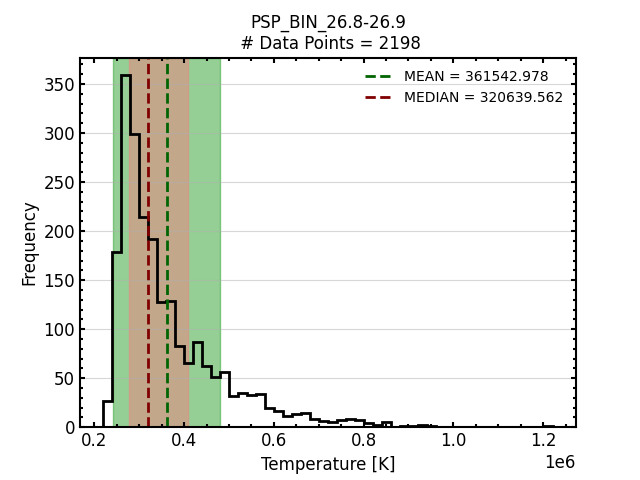 PSP_BIN_26.8-26.9
# Data Points = 2198
MEAN = 361542.978
MEDIAN = 320639.562
Frequency
350
300
250
200
150
100
50
0
0.2 0.4 0.6 0.8 1.0 1.2
1e6
Temperature [K]